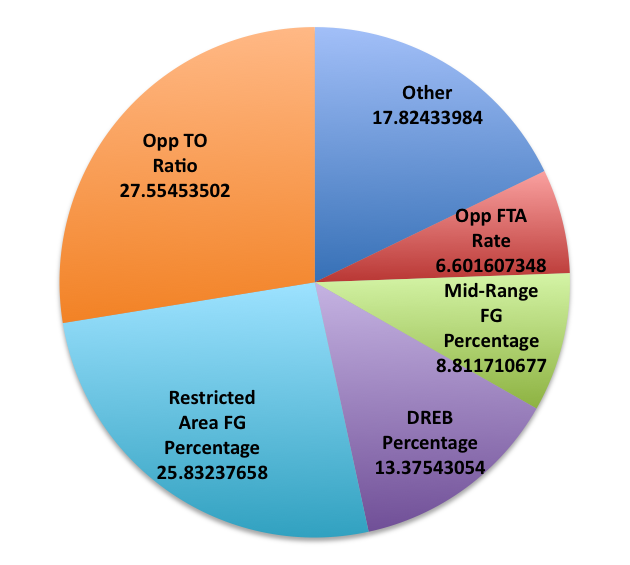 Other
17.82433984
Opp TO
Ratio
27.55453502
Opp FTA
Rate
6.601607348
Mid-Range
FG
Percentage
8.811710677
Restricted
Area FG
Percentage
25.83237658
DREB
Percentage
13.37543054